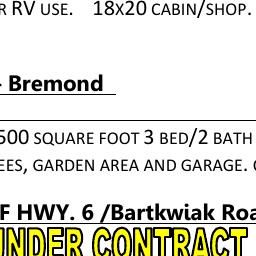 R RV USE. 18X20 CABIN/SHOP.
- Bremond
500 SQUARE FOOT 3 BED/2 BATH
EES, GARDEN AREA AND GARAGE.
F HWY. 6 /Bartkwiak Roa
UNDER CONTRACT